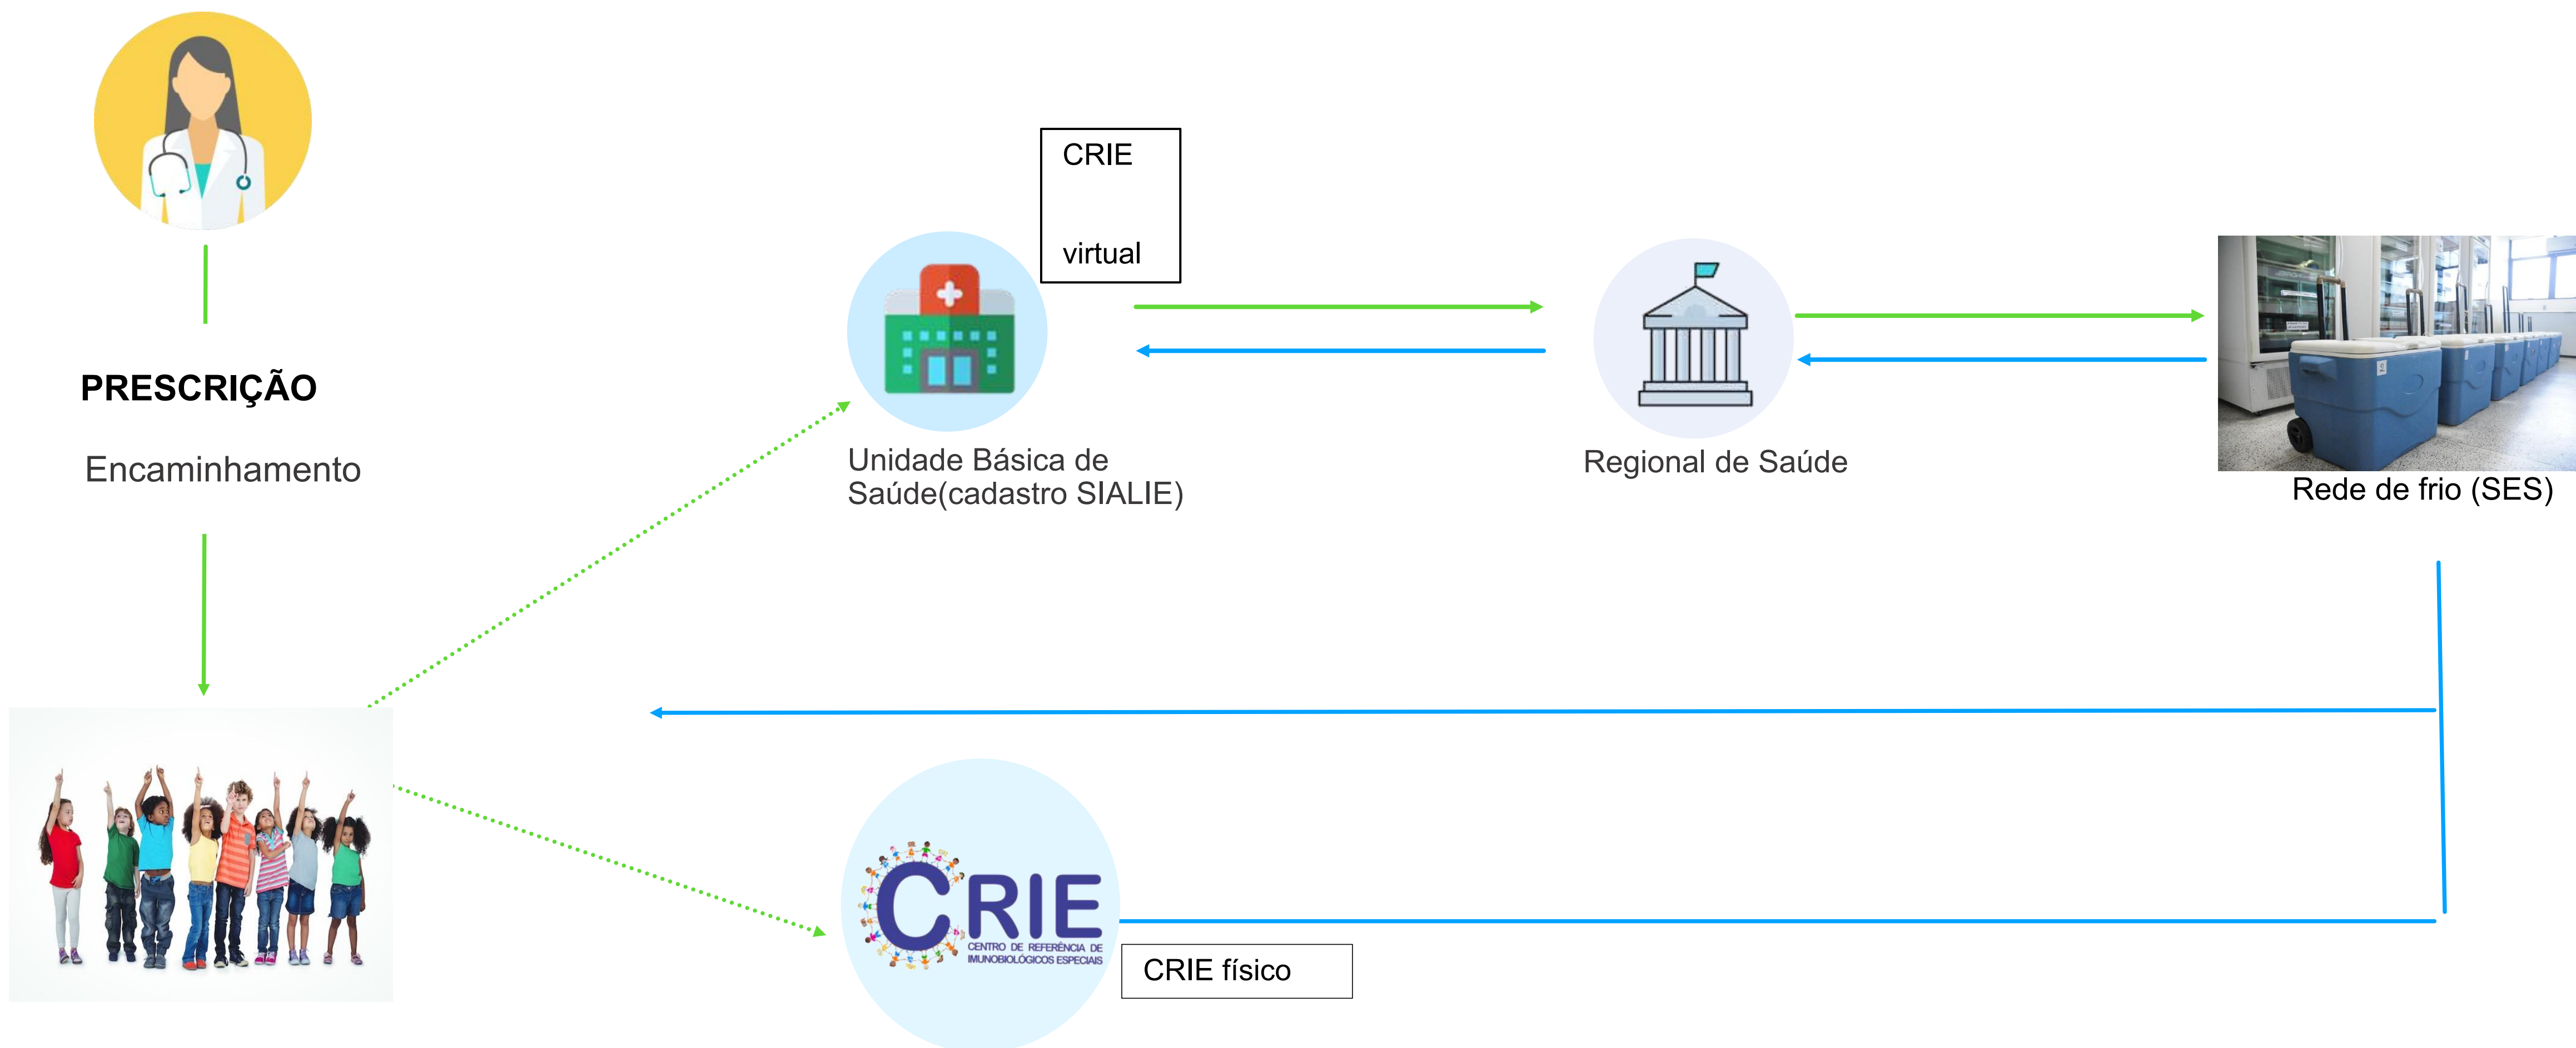 PRESCRIÇÃO
Encaminhamento
CRIE
virtual
Unidade Básica de
Saúde(cadastro SIALIE)
Regional de Saúde
Rede de frio (SES)
CRIE
CENTRO DE REFERÊNCIA DE
IMUNOBIOLÓGICOS ESPECIAIS
CRIE físico